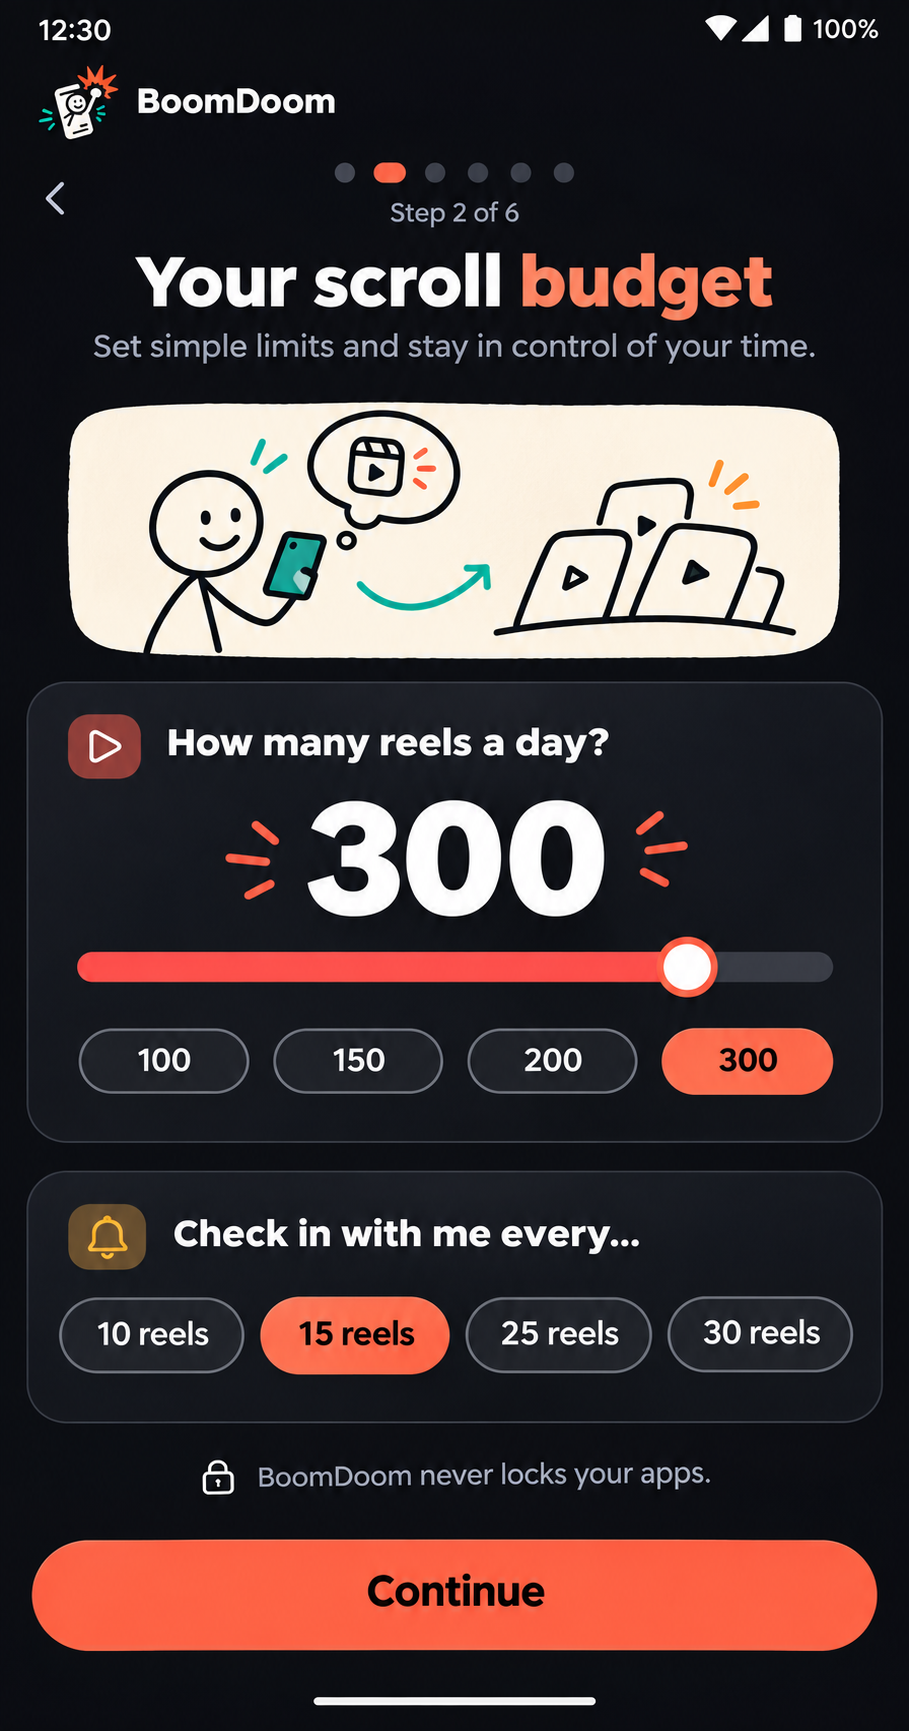 12:30
100%
BoomDoom
Step 2 of 6
Your scroll budget
Set simple limits and stay in control of your time.
How many reels a day?
300
100
150
200
300
Check in with me every...
10 reels
15 reels
25 reels
30 reels
BoomDoom never locks your apps.
Continue